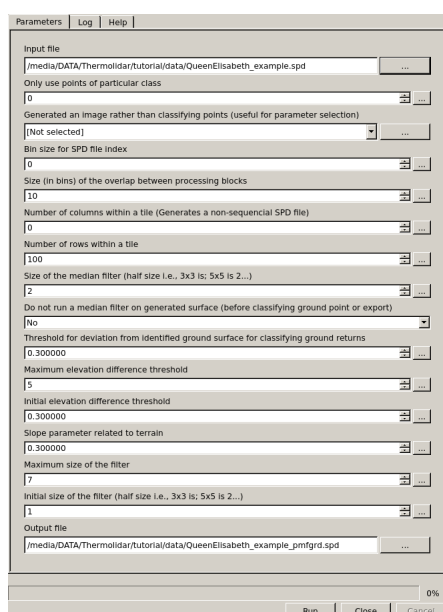 Parameters Log Help
Input file
/media/DATA/Thermolidar/tutorial/data/QueenElisabeth_example.spd ...
Only use points of particular class
0 ...
Generated an image rather than classifying points (useful for parameter selection)
[Not selected] ...
Bin size for SPD file index
0 ...
Size (in bins) of the overlap between processing blocks
10 ...
Number of columns within a tile (Generates a non-sequencial SPD file)
0 ...
Number of rows within a tile
100 ...
Size of the median filter (half size i.e., 3x3 is; 5x5 is 2...)
2 ...
Do not run a median filter on generated surface (before classifying ground point or export)
No
Threshold for deviation from identified ground surface for classifying ground returns
0.300000 ...
Maximum elevation difference threshold
5 ...
Initial elevation difference threshold
0.300000 ...
Slope parameter related to terrain
0.300000 ...
Maximum size of the filter
7 ...
Initial size of the filter (half size i.e., 3x3 is; 5x5 is 2...)
1 ...
Output file
/media/DATA/Thermolidar/tutorial/data/QueenElisabeth_example_pmfgrd.spd ...
0%
Run Close Cancel